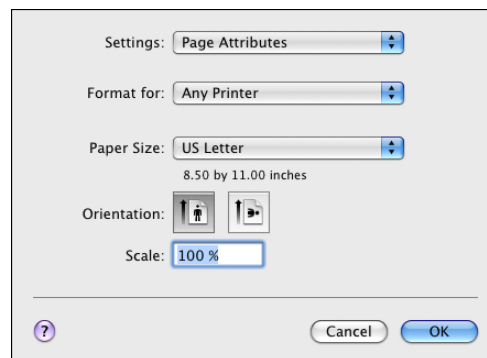 Settings: Page Attributes
Format for: Any Printer
Paper Size: US Letter
8.50 by 11.00 inches
Orientation:
Scale: 100 %
? Cancel OK